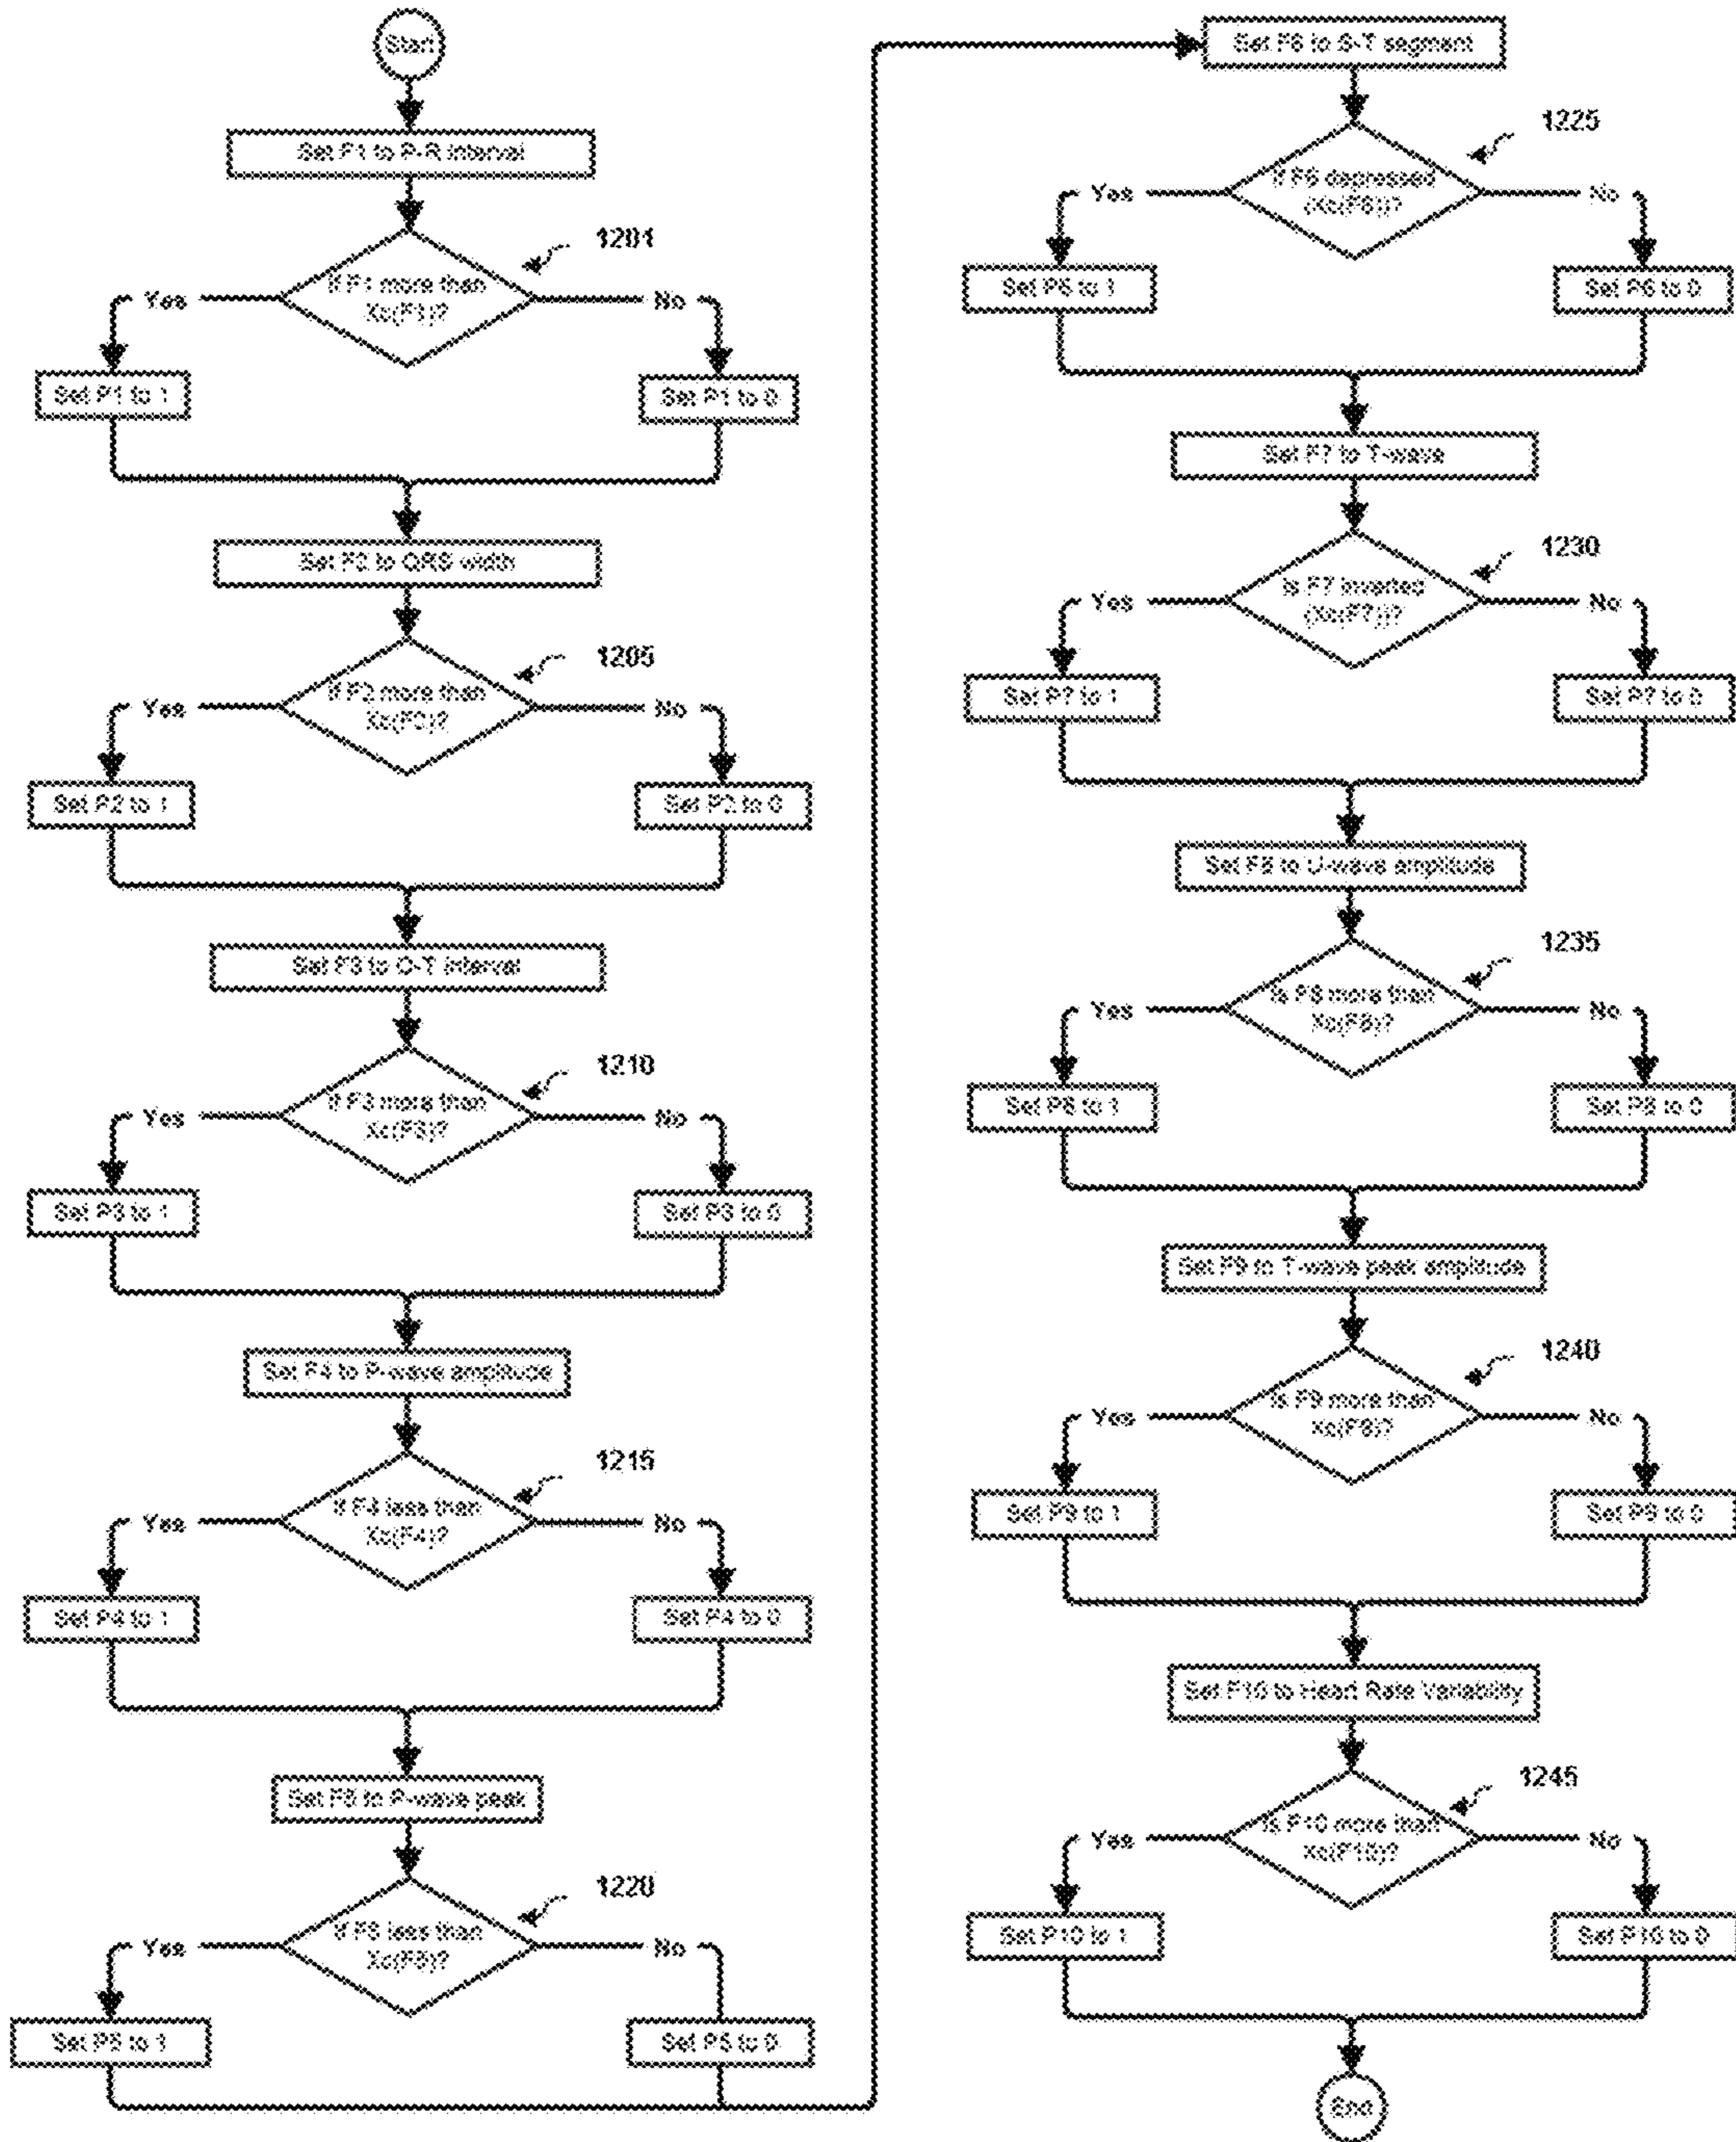 Start
Set F1 to P-R interval
1201
If F1 more than
Xc(F1)?
Yes
No
Set P1 to 1
Set P1 to 0
Set F2 to QRS width
1205
If F2 more than
Xc(F2)?
Yes
No
Set P2 to 1
Set P2 to 0
Set F3 to Q-T interval
1210
If F3 more than
Xc(F3)?
Yes
No
Set P3 to 1
Set P3 to 0
Set F4 to P-wave amplitude
1215
If F4 less than
Xc(F4)?
Yes
No
Set P4 to 1
Set P4 to 0
Set F5 to P-wave peak
1220
If F5 less than
Xc(F5)?
Yes
No
Set P5 to 1
Set P5 to 0
Set F6 to S-T segment
1225
If F6 depressed
(Xc(F6))?
Yes
No
Set P6 to 1
Set P6 to 0
Set F7 to T-wave
1230
Is F7 inverted
(Xc(F7))?
Yes
No
Set P7 to 1
Set P7 to 0
Set F8 to U-wave amplitude
1235
Is F8 more than
Xc(F8)?
Yes
No
Set P8 to 1
Set P8 to 0
Set F9 to T-wave peak amplitude
1240
Is F9 more than
Xc(F9)?
Yes
No
Set P9 to 1
Set P9 to 0
Set F10 to Heart Rate Variability
1245
Is F10 more than
Xc(F10)?
Yes
No
Set P10 to 1
Set P10 to 0
End